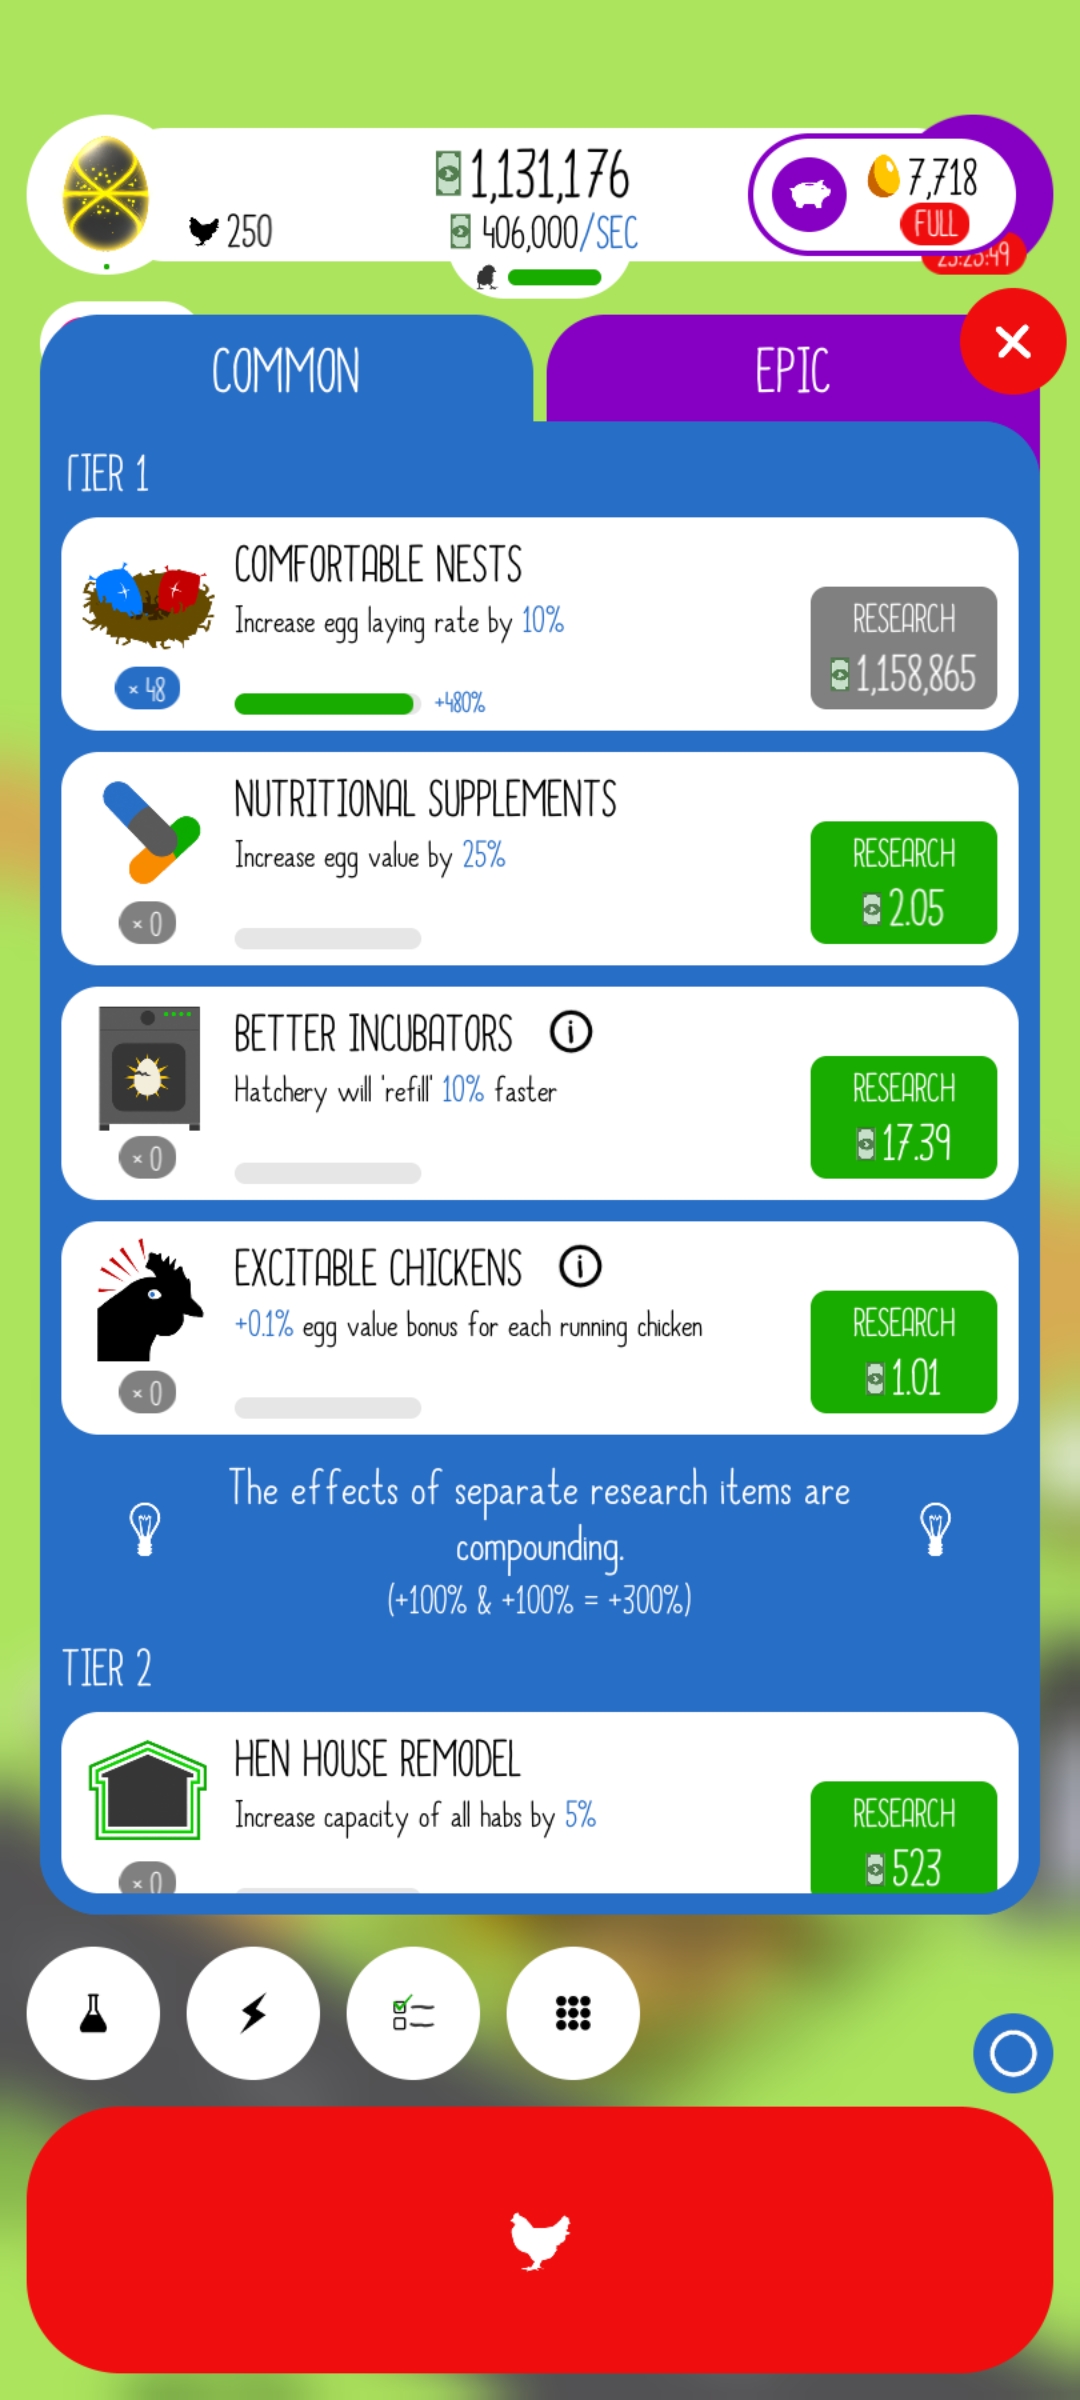 1,131,176
250
406,000/SEC
7,718
FULL
23:23:49
COMMON
EPIC
TIER 1
COMFORTABLE NESTS
Increase egg laying rate by 10%
RESEARCH
1,158,865
× 48
+480%
NUTRITIONAL SUPPLEMENTS
Increase egg value by 25%
RESEARCH
2.05
× 0
BETTER INCUBATORS
Hatchery will 'refill' 10% faster
RESEARCH
17.39
× 0
EXCITABLE CHICKENS
+0.1% egg value bonus for each running chicken
RESEARCH
1.01
× 0
The effects of separate research items are
compounding.
(+100% & +100% = +300%)
TIER 2
HEN HOUSE REMODEL
Increase capacity of all habs by 5%
RESEARCH
523
× 0